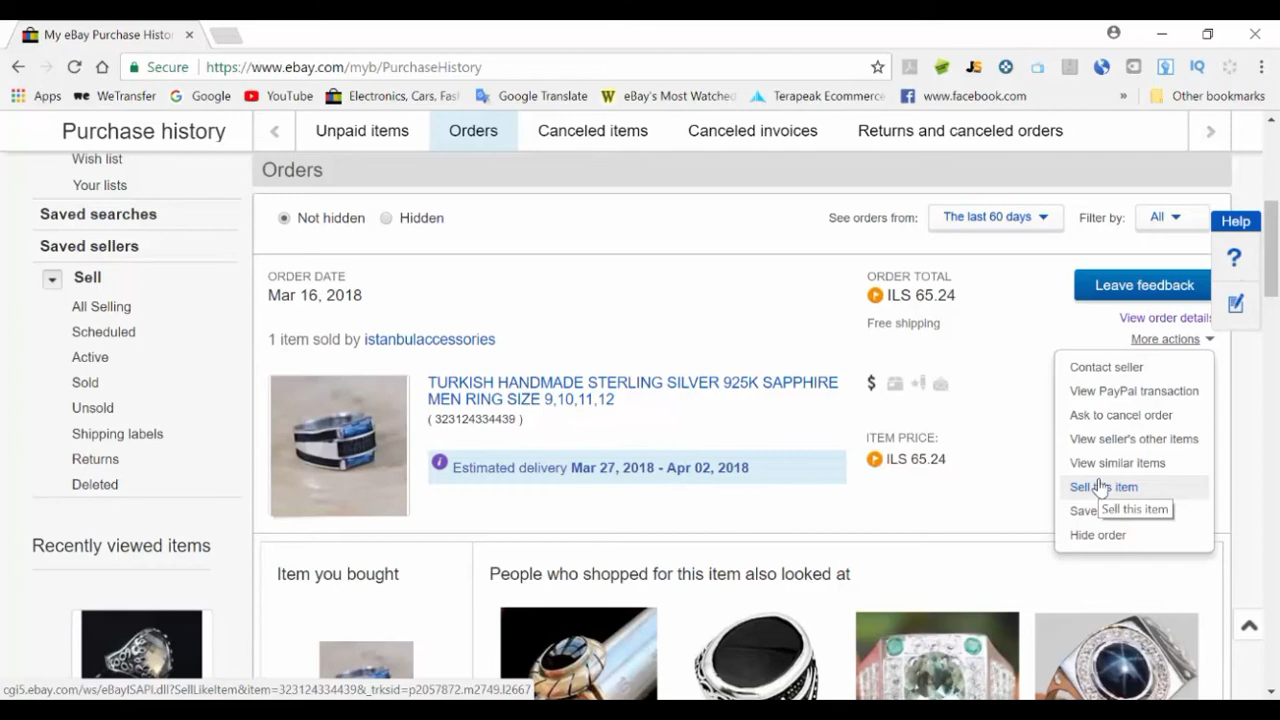 My eBay Purchase Histo
Secure
https://www.ebay.com/myb/PurchaseHistory
JS
IQ
Apps
WeTransfer
Google
YouTube
Electronics, Cars, Fas
Google Translate
eBay's Most Watched
Terapeak Ecommerce
www.facebook.com
»
Other bookmarks
Purchase history
Unpaid items
Orders
Canceled items
Canceled invoices
Returns and canceled orders
Wish list
Your lists
Saved searches
Saved sellers
Sell
All Selling
Scheduled
Active
Sold
Unsold
Shipping labels
Returns
Deleted
Recently viewed items
Orders
Not hidden
Hidden
See orders from:
The last 60 days
Filter by:
All
Help
?
ORDER DATE
Mar 16, 2018
ORDER TOTAL
ILS 65.24
Free shipping
Leave feedback
View order details
More actions
1 item sold by istanbulaccessories
TURKISH HANDMADE STERLING SILVER 925K SAPPHIRE
MEN RING SIZE 9,10,11,12
( 323124334439 )
Estimated delivery Mar 27, 2018 - Apr 02, 2018
$
ITEM PRICE:
ILS 65.24
Contact seller
View PayPal transaction
Ask to cancel order
View seller's other items
View similar items
Sell this item
Save
Sell this item
Hide order
Item you bought
People who shopped for this item also looked at
cgi5.ebay.com/ws/eBayISAPI.dll?SellLikeItem&item=323124334439&_trksid=p2057872.m2749.l2667